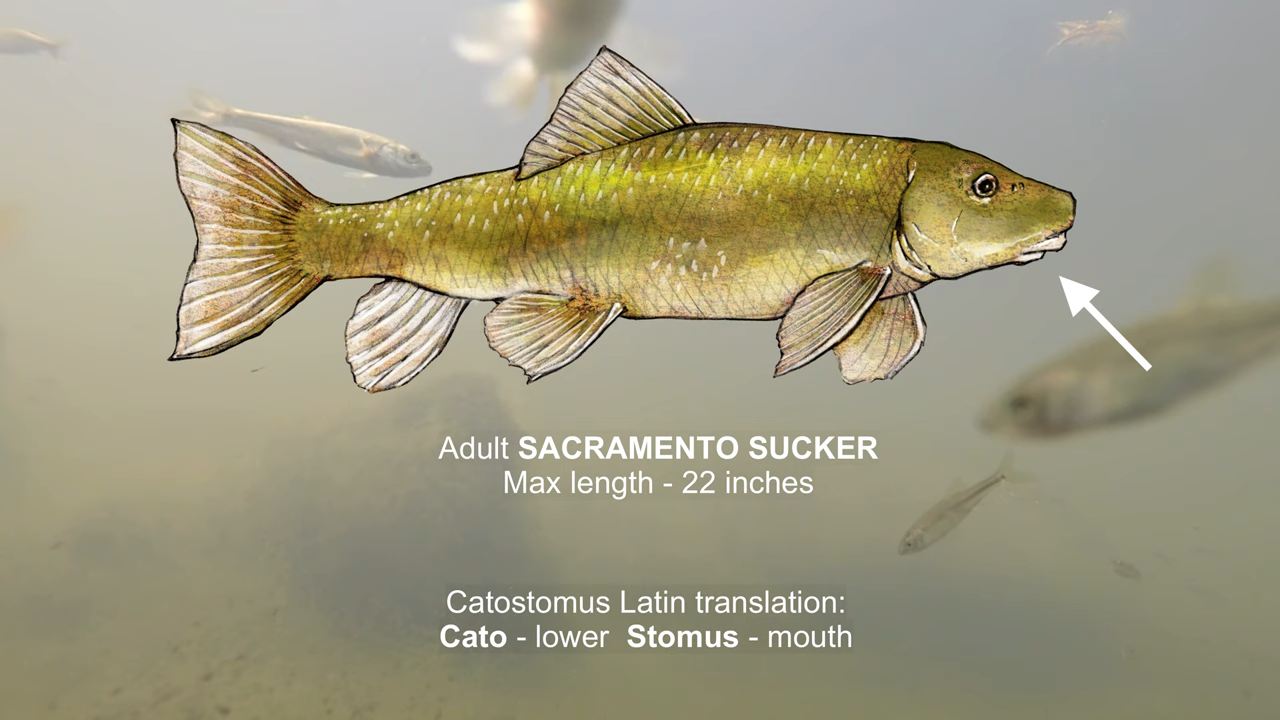 Adult SACRAMENTO SUCKER
Max length - 22 inches
Catostomus Latin translation:
Cato - lower  Stomus - mouth